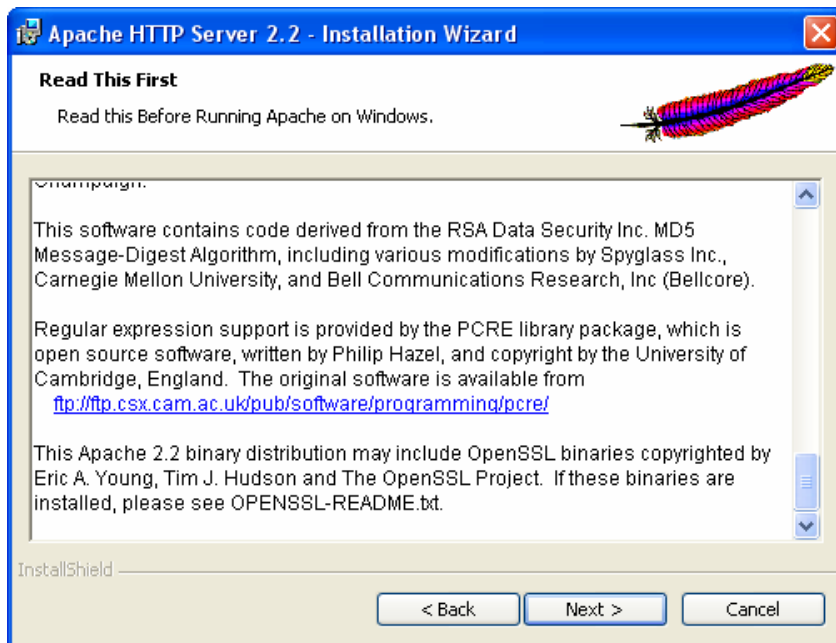 Apache HTTP Server 2.2 - Installation Wizard
Read This First
Read this Before Running Apache on Windows.
Champaign.
This software contains code derived from the RSA Data Security Inc. MD5
Message-Digest Algorithm, including various modifications by Spyglass Inc.,
Carnegie Mellon University, and Bell Communications Research, Inc (Bellcore).
Regular expression support is provided by the PCRE library package, which is
open source software, written by Philip Hazel, and copyright by the University of
Cambridge, England.  The original software is available from
ftp://ftp.csx.cam.ac.uk/pub/software/programming/pcre/
This Apache 2.2 binary distribution may include OpenSSL binaries copyrighted by
Eric A. Young, Tim J. Hudson and The OpenSSL Project.  If these binaries are
installed, please see OPENSSL-README.txt.
InstallShield
< Back Next > Cancel